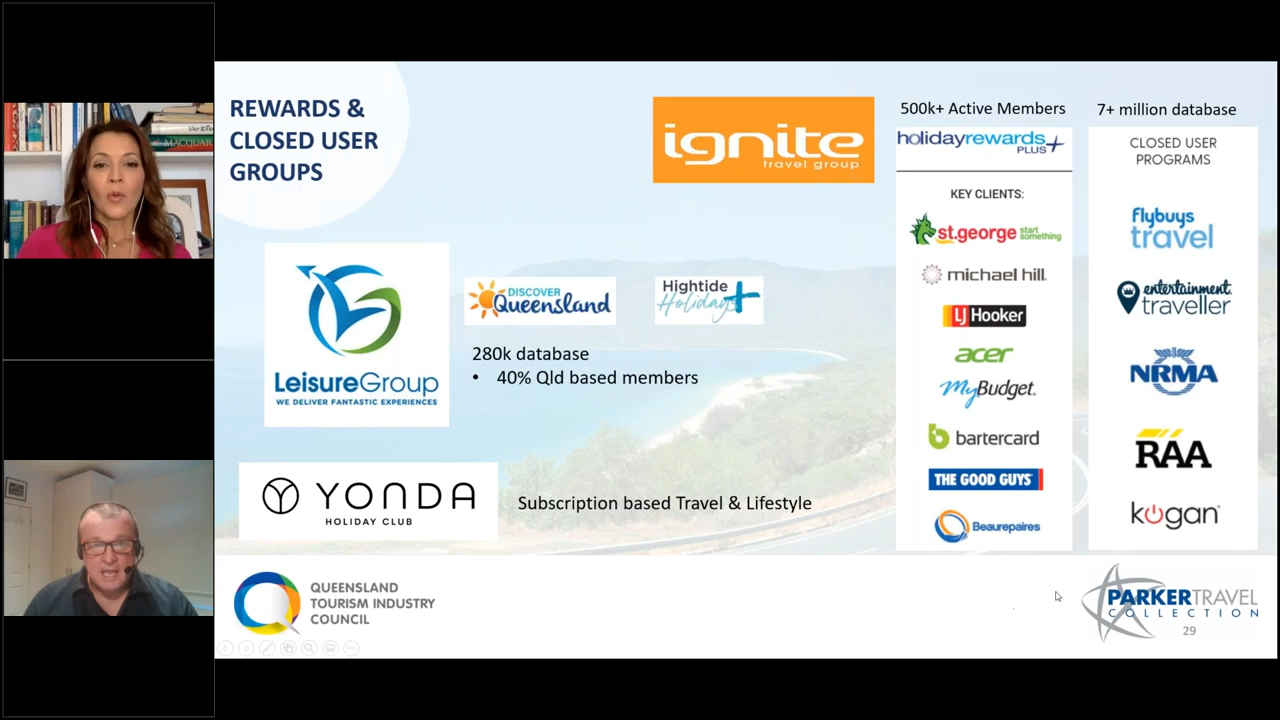 REWARDS &
CLOSED USER
GROUPS
ignite
travel group
500k+ Active Members
holidayrewards
PLUS+
KEY CLIENTS:
st.george start something
michael hill.
LJ Hooker
acer
MyBudget.
bartercard
THE GOOD GUYS
Beaurepaires
7+ million database
CLOSED USER
PROGRAMS
flybuys
travel
entertainment
traveller
NRMA
RAA
kogan
LeisureGroup
WE DELIVER FANTASTIC EXPERIENCES
DISCOVER
Queensland
Hightide
Holidays+
280k database
• 40% Qld based members
YONDA
HOLIDAY CLUB
Subscription based Travel & Lifestyle
QUEENSLAND
TOURISM INDUSTRY
COUNCIL
PARKERTRAVEL
COLLECTION
29
MACQUAR